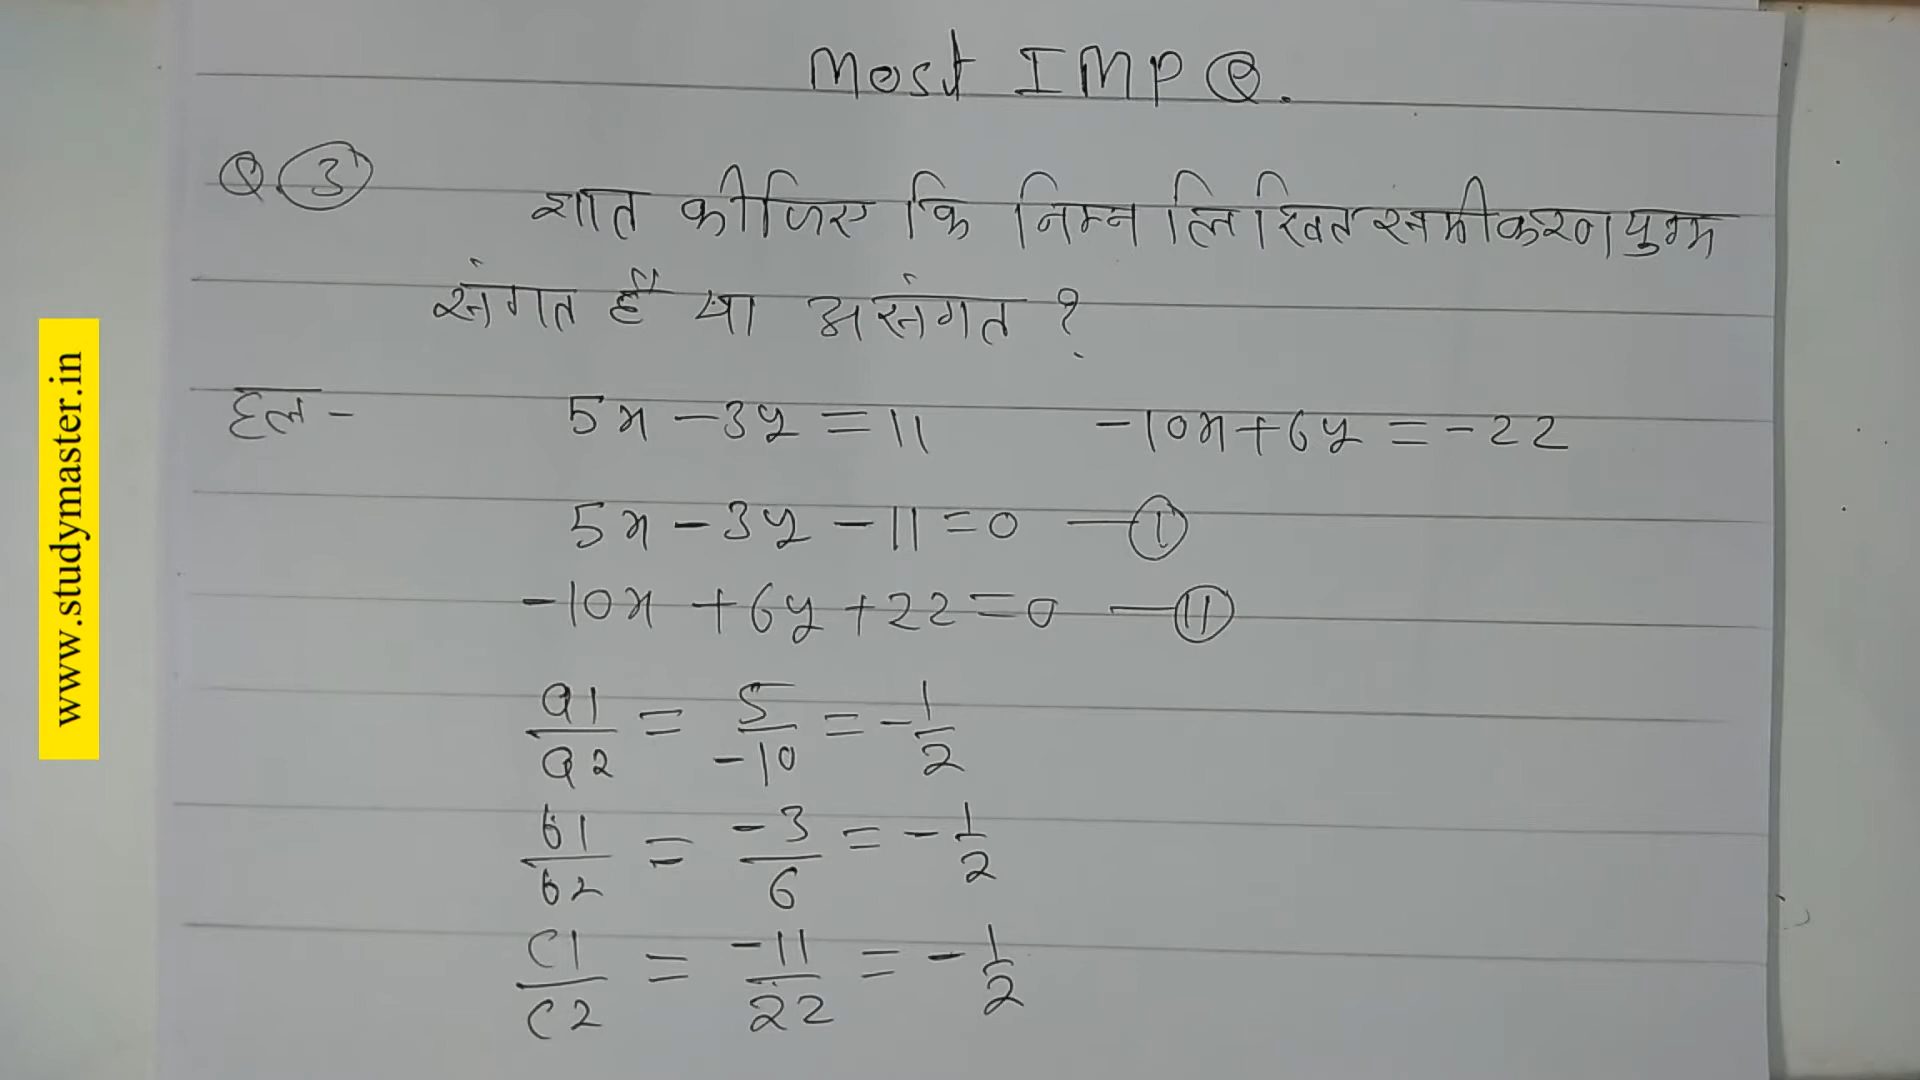 Most IMP Q.
Q ③
ज्ञात कीजिए कि निम्न लिखित समीकरण युग्म
संगत है या असंगत ?
हल - 5x - 3y = 11 -10x + 6y = -22
5x - 3y - 11 = 0 — ①
-10x + 6y + 22 = 0 — ⑪
a1/a2 = 5/-10 = -1/2
b1/b2 = -3/6 = -1/2
c1/c2 = -11/22 = -1/2
www.studymaster.in